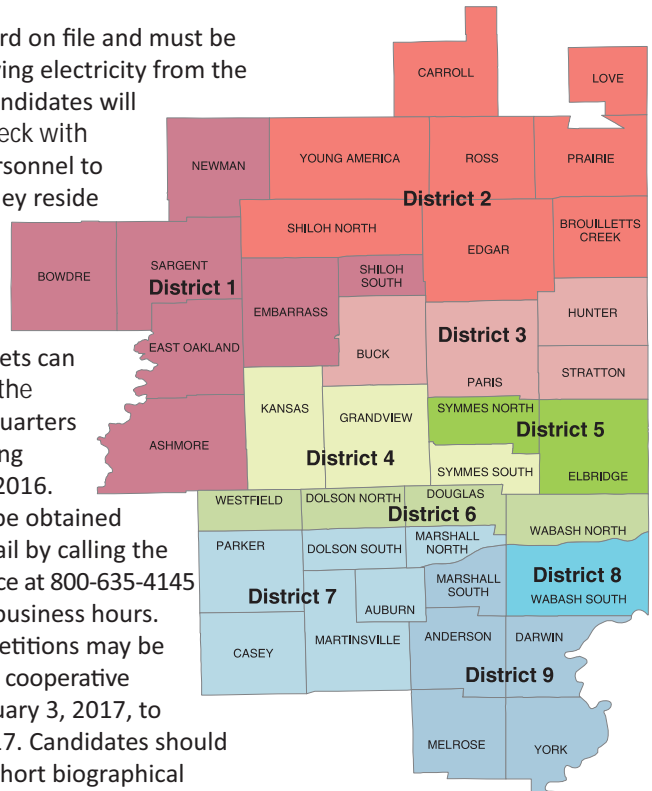 rd on file and must be
ing electricity from the
ndidates will
eck with
rsonnel to
ey reside
ets can
the
quarters
ng
2016.
be obtained
ail by calling the
ce at 800-635-4145
business hours.
etitions may be
cooperative
uary 3, 2017, to
17. Candidates should
hort biographical
CARROLL
LOVE
NEWMAN
YOUNG AMERICA
ROSS
PRAIRIE
District 2
SHILOH NORTH
EDGAR
BROUILLETTS
CREEK
BOWDRE
SARGENT
District 1
SHILOH
SOUTH
EMBARRASS
HUNTER
District 3
EAST OAKLAND
BUCK
PARIS
STRATTON
KANSAS
GRANDVIEW
SYMMES NORTH
District 5
ASHMORE
District 4
SYMMES SOUTH
ELBRIDGE
WESTFIELD
DOLSON NORTH
DOUGLAS
District 6
WABASH NORTH
PARKER
DOLSON SOUTH
MARSHALL
NORTH
District 7
AUBURN
MARSHALL
SOUTH
District 8
WABASH SOUTH
CASEY
MARTINSVILLE
ANDERSON
DARWIN
District 9
MELROSE
YORK